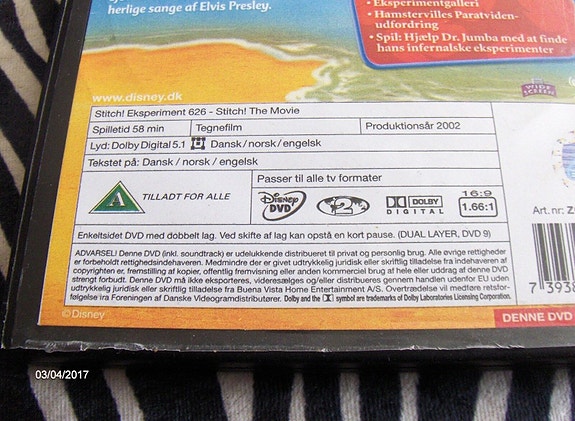 herlige sange af Elvis Presley.
• Eksperimentgalleri
• Hamstervilles Paratviden-
udfordring
• Spil: Hjælp Dr. Jumba med at finde
hans infernalske eksperimenter
WIDE
SCREEN
www.disney.dk
Stitch! Eksperiment 626 - Stitch! The Movie
Spilletid 58 min Tegnefilm Produktionsår 2002
Lyd: Dolby Digital 5.1 Dansk / norsk / engelsk
Tekstet på: Dansk / norsk / engelsk
A TILLADT FOR ALLE
Passer til alle tv formater
Disney DVD 2 DOLBY DIGITAL 16:9 1.66:1
Art.nr: Z
Enkeltsidet DVD med dobbelt lag. Ved skifte af lag kan opstå en kort pause. (DUAL LAYER, DVD 9)
ADVARSEL! Denne DVD (inkl. soundtrack) er udelukkende distribueret til privat og personlig brug. Alle øvrige rettigheder
er forbeholdt rettighedsindehaveren. Medmindre der er givet udtrykkelig juridisk eller skriftlig tilladelse fra indehaver af
copyrighten er, fremstilling af kopier, offentlig fremvisning eller anden kommerciel brug af hele eller uddrag af denne DVD
strengt forbudt. Denne DVD må ikke eksporteres, videresælges og/eller distribueres gennem handlen udenfor EU uden
udtrykkelig juridisk eller skriftlig tilladelse fra Buena Vista Home Entertainment A/S. Overtrædelse vil medføre retsfor-
følgelse fra Foreningen af Danske Videogramdistributører. Dolby and the symbol are trademarks of Dolby Laboratories Licensing Corporation.
7 3938
©Disney
DENNE DVD
03/04/2017